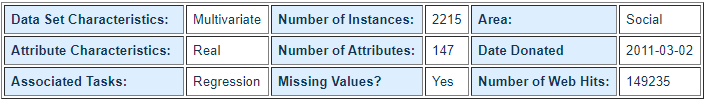 Data Set Characteristics: Multivariate Number of Instances: 2215 Area: Social
Attribute Characteristics: Real Number of Attributes: 147 Date Donated 2011-03-02
Associated Tasks: Regression Missing Values? Yes Number of Web Hits: 149235